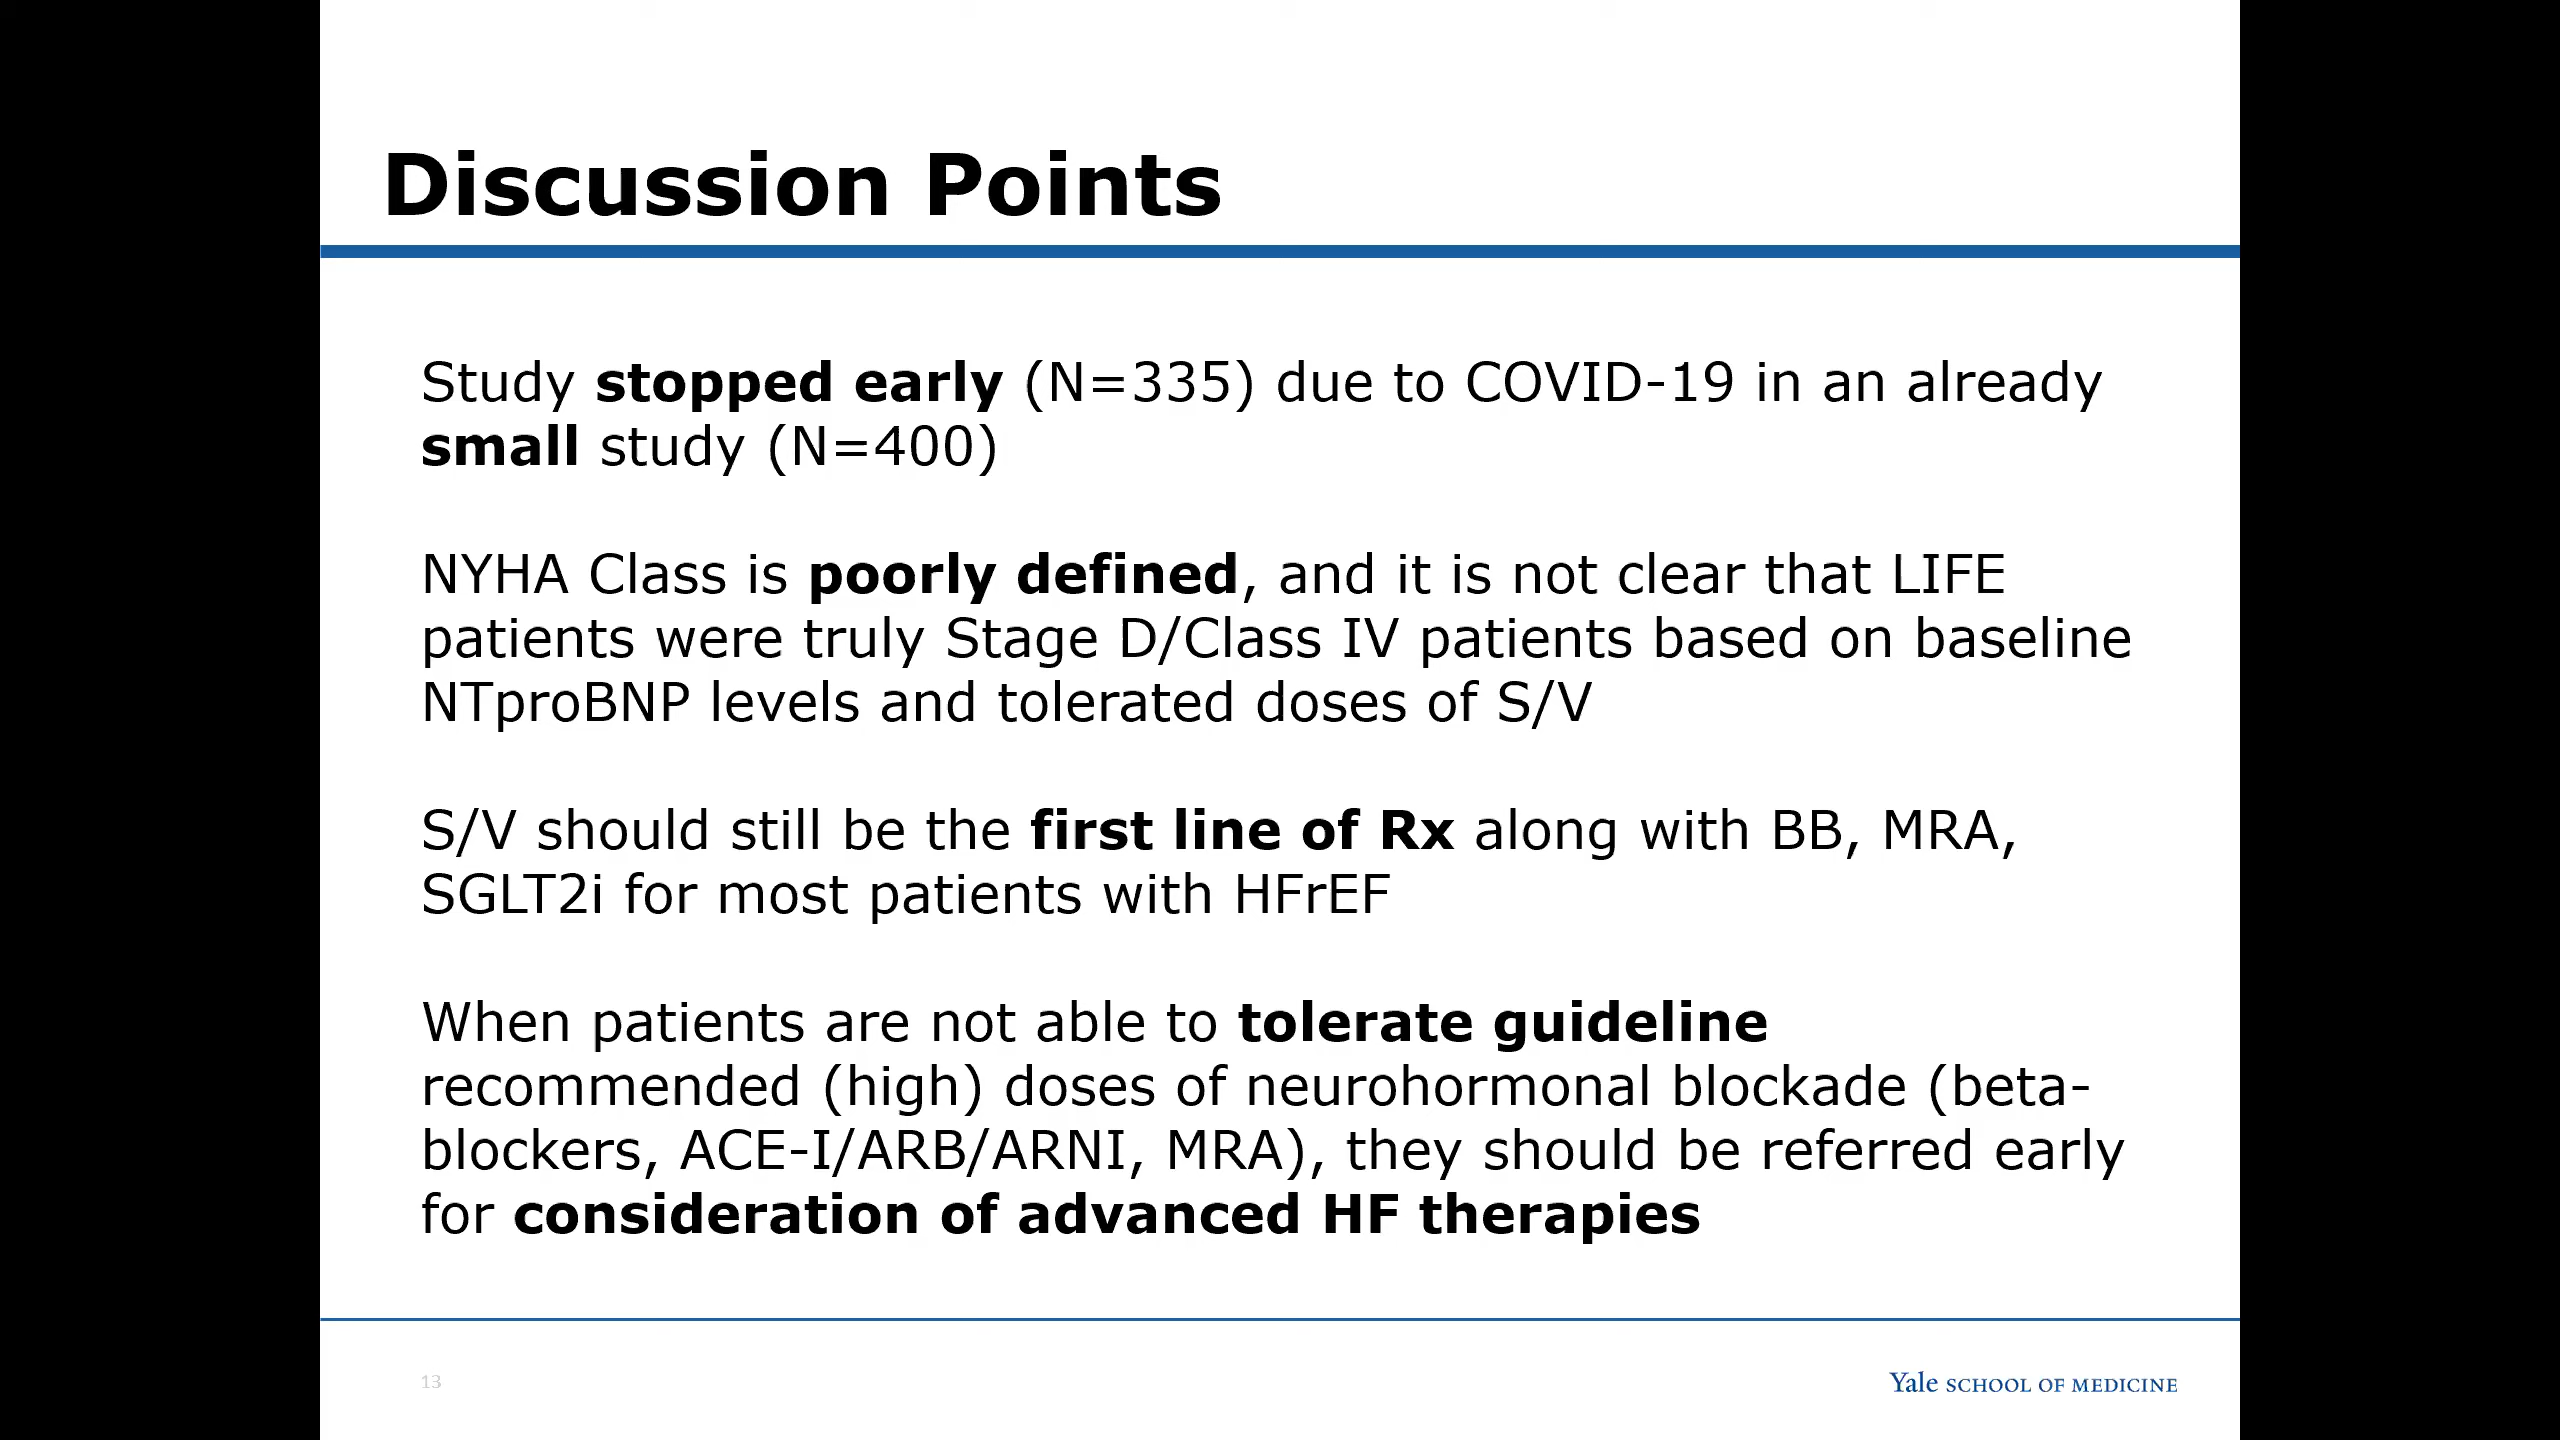 Discussion Points
Study stopped early (N=335) due to COVID-19 in an already
small study (N=400)
NYHA Class is poorly defined, and it is not clear that LIFE
patients were truly Stage D/Class IV patients based on baseline
NTproBNP levels and tolerated doses of S/V
S/V should still be the first line of Rx along with BB, MRA,
SGLT2i for most patients with HFrEF
When patients are not able to tolerate guideline
recommended (high) doses of neurohormonal blockade (beta-
blockers, ACE-I/ARB/ARNI, MRA), they should be referred early
for consideration of advanced HF therapies
13
Yale SCHOOL OF MEDICINE